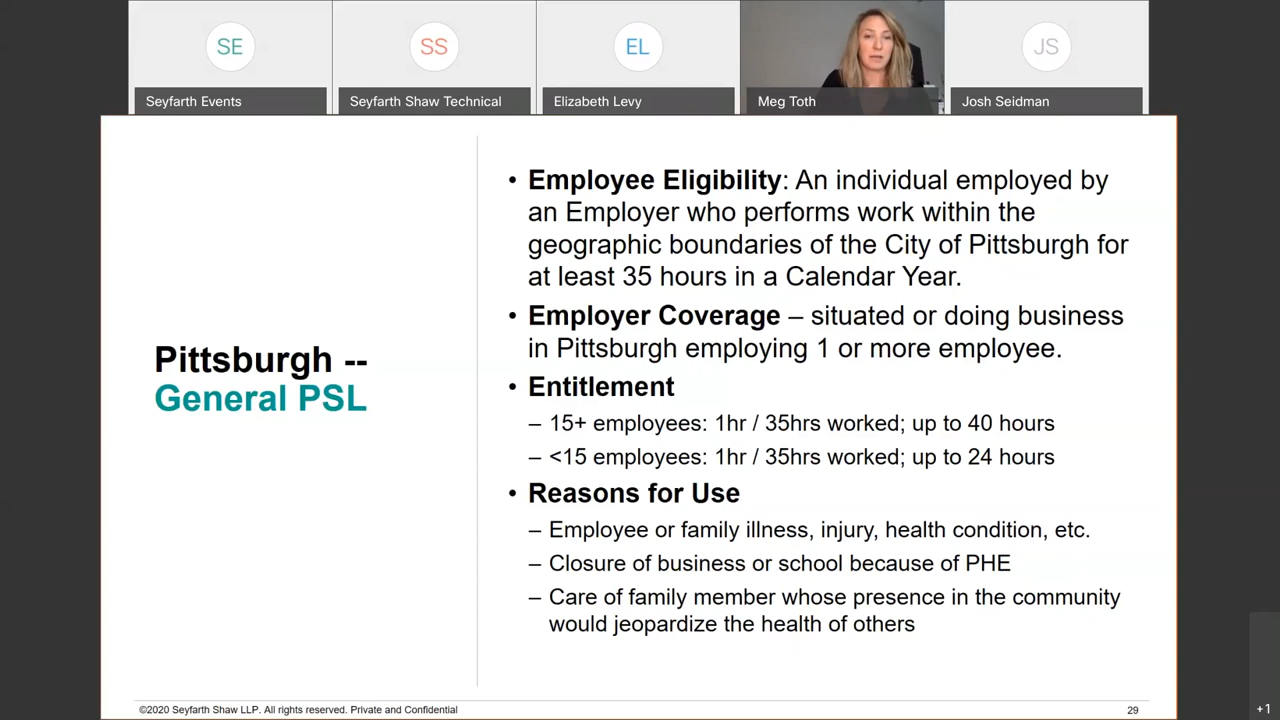 SE
SS
EL
JS
Seyfarth Events
Seyfarth Shaw Technical
Elizabeth Levy
Meg Toth
Josh Seidman
Pittsburgh --
General PSL
• Employee Eligibility: An individual employed by
an Employer who performs work within the
geographic boundaries of the City of Pittsburgh for
at least 35 hours in a Calendar Year.
• Employer Coverage – situated or doing business
in Pittsburgh employing 1 or more employee.
• Entitlement
– 15+ employees: 1hr / 35hrs worked; up to 40 hours
– <15 employees: 1hr / 35hrs worked; up to 24 hours
• Reasons for Use
– Employee or family illness, injury, health condition, etc.
– Closure of business or school because of PHE
– Care of family member whose presence in the community
would jeopardize the health of others
©2020 Seyfarth Shaw LLP. All rights reserved. Private and Confidential
29
+1